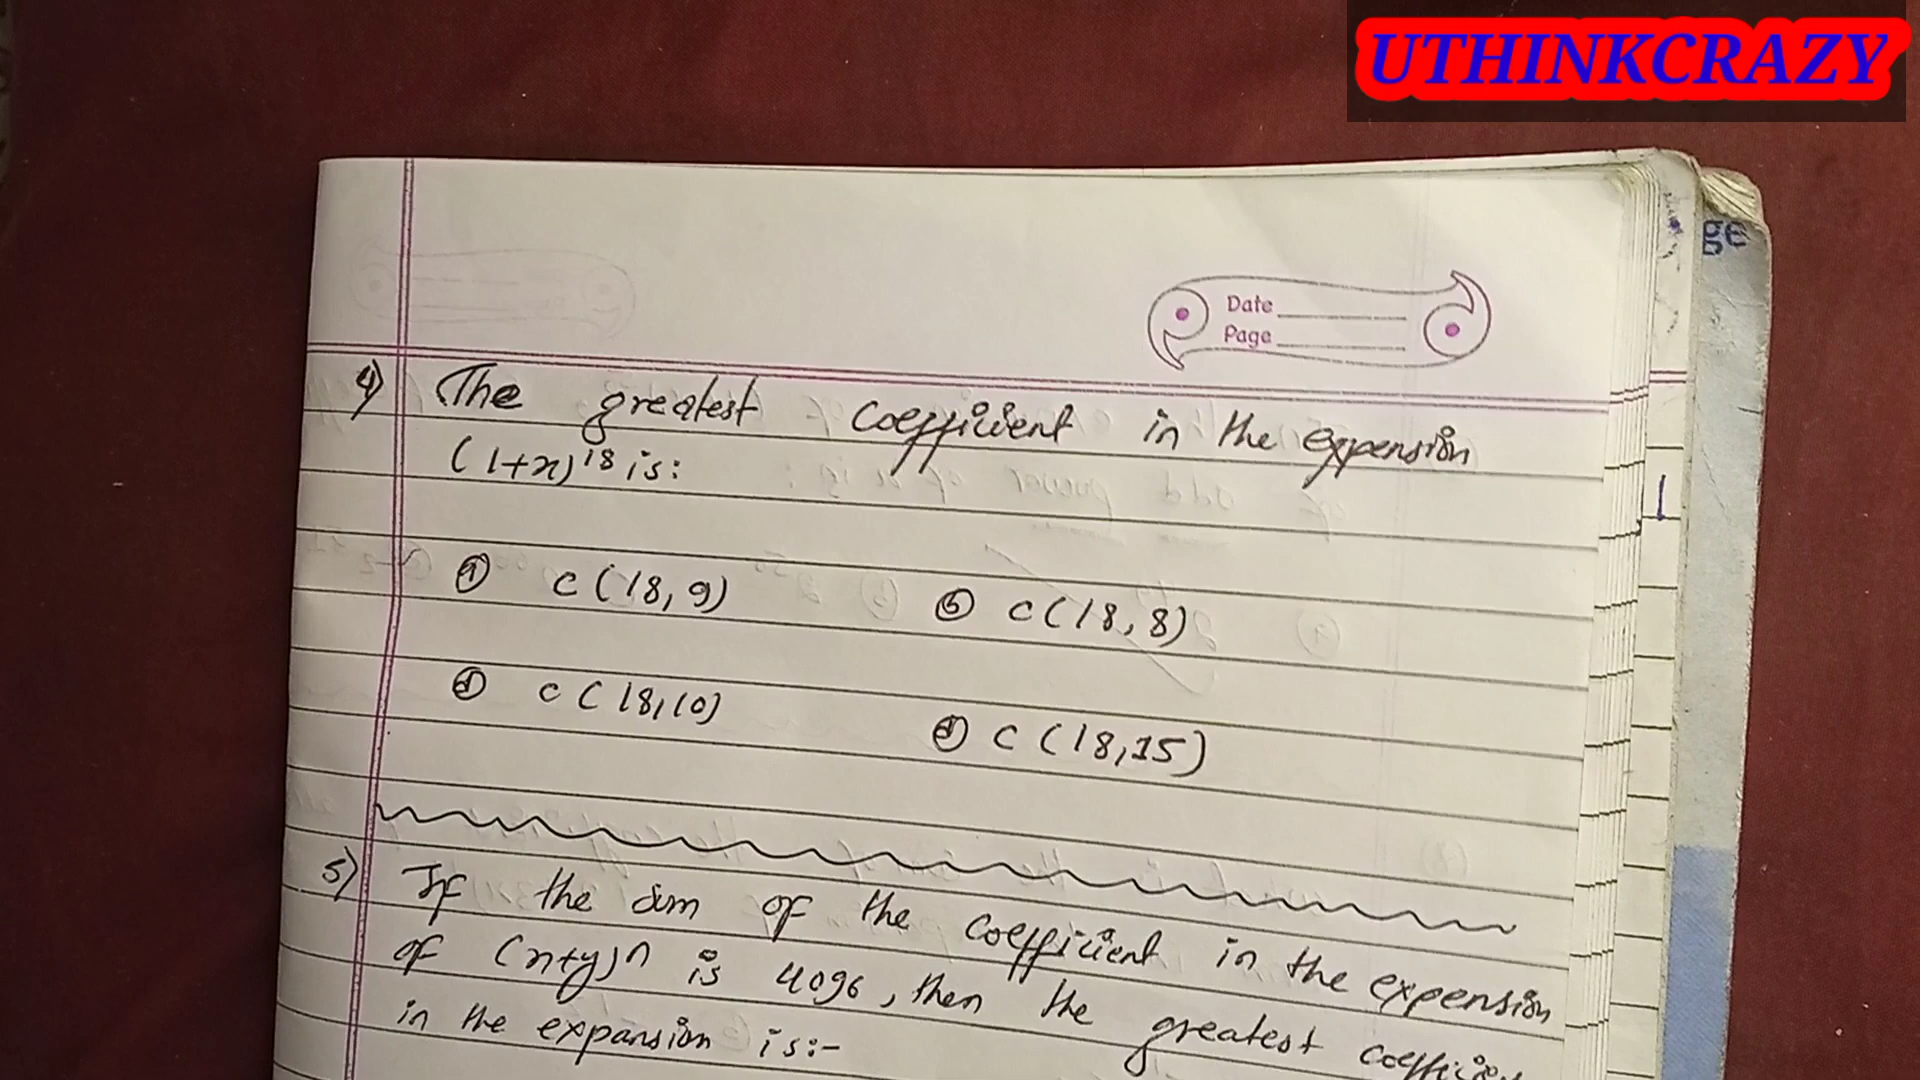 UTHINKCRAZY
ge
Date
Page
4) The greatest coefficient in the expension
(1+x)^18 is:
C(18,9) C(18,8)
C(18,10)
C(18,15)
5) If the sum of the coefficient in the expension
of (x+y)^n is 4096, then the greatest
in the expansion is:-